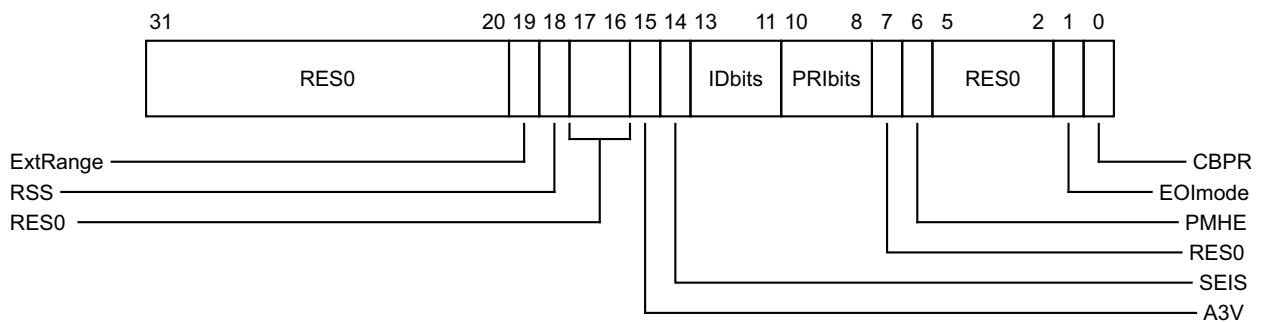 31 20 19 18 17 16 15 14 13 11 10 8 7 6 5 2 1 0
RES0 IDbits PRIbits RES0
ExtRange CBPR
RSS EOImode
RES0 PMHE
RES0
SEIS
A3V